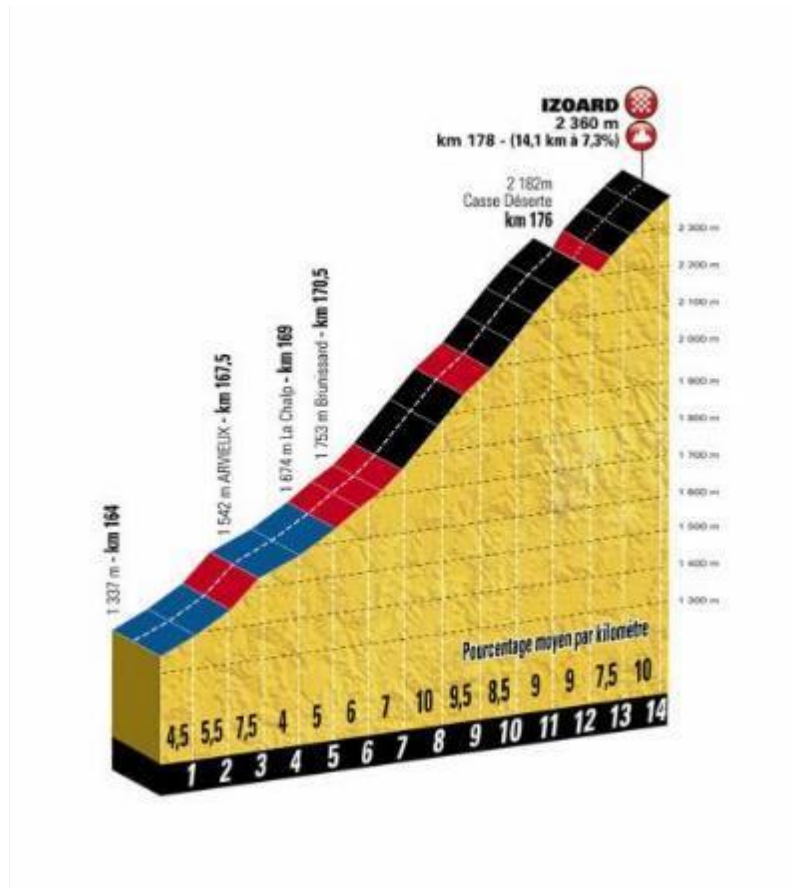 IZOARD
2 360 m
km 178 - (14,1 km à 7,3%)
2 182m
Casse Déserte
km 176
1 753 m Brunissard - km 170,5
1 674 m La Chalp - km 169
1 542 m ARVIEUX - km 167,5
1 337 m - km 164
2 300 m
2 200 m
2 100 m
2 000 m
1 900 m
1 800 m
1 700 m
1 600 m
1 500 m
1 400 m
1 300 m
Pourcentage moyen par kilomètre
4,5 5,5 7,5 4 5 6 7 10 9,5 8,5 9 9 7,5 10
1 2 3 4 5 6 7 8 9 10 11 12 13 14